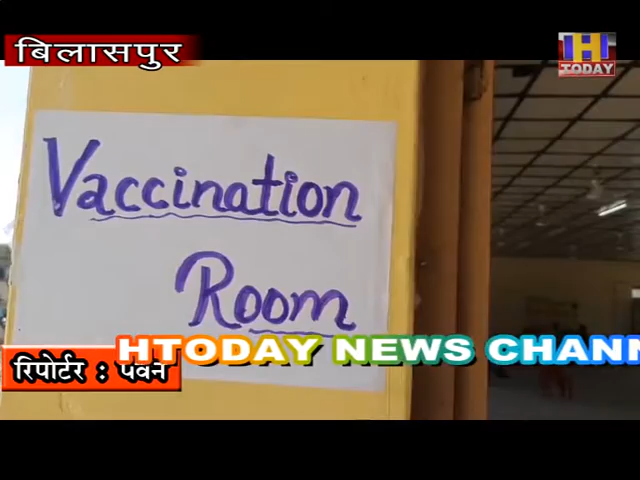 बिलासपुर
H
TODAY
Vaccination
Room
HTODAY NEWS CHANN
रिपोर्टर : पवन